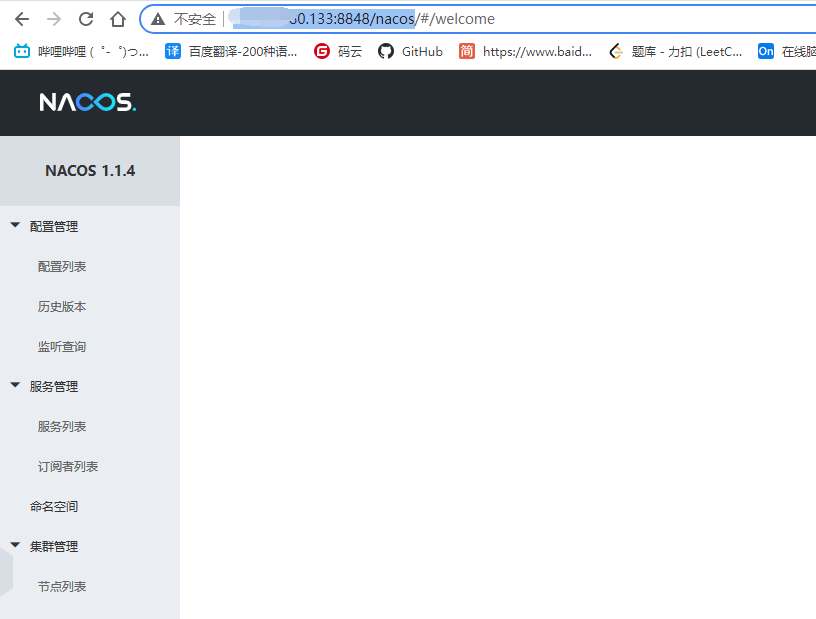 不安全 0.133:8848/nacos/#/welcome
哔哩哔哩 ( ゜- ゜)つ... 译 百度翻译-200种语... G 码云 GitHub 简 https://www.baid... 题库 - 力扣 (LeetC... On 在线脑
NACOS.
NACOS 1.1.4
配置管理
配置列表
历史版本
监听查询
服务管理
服务列表
订阅者列表
命名空间
集群管理
节点列表